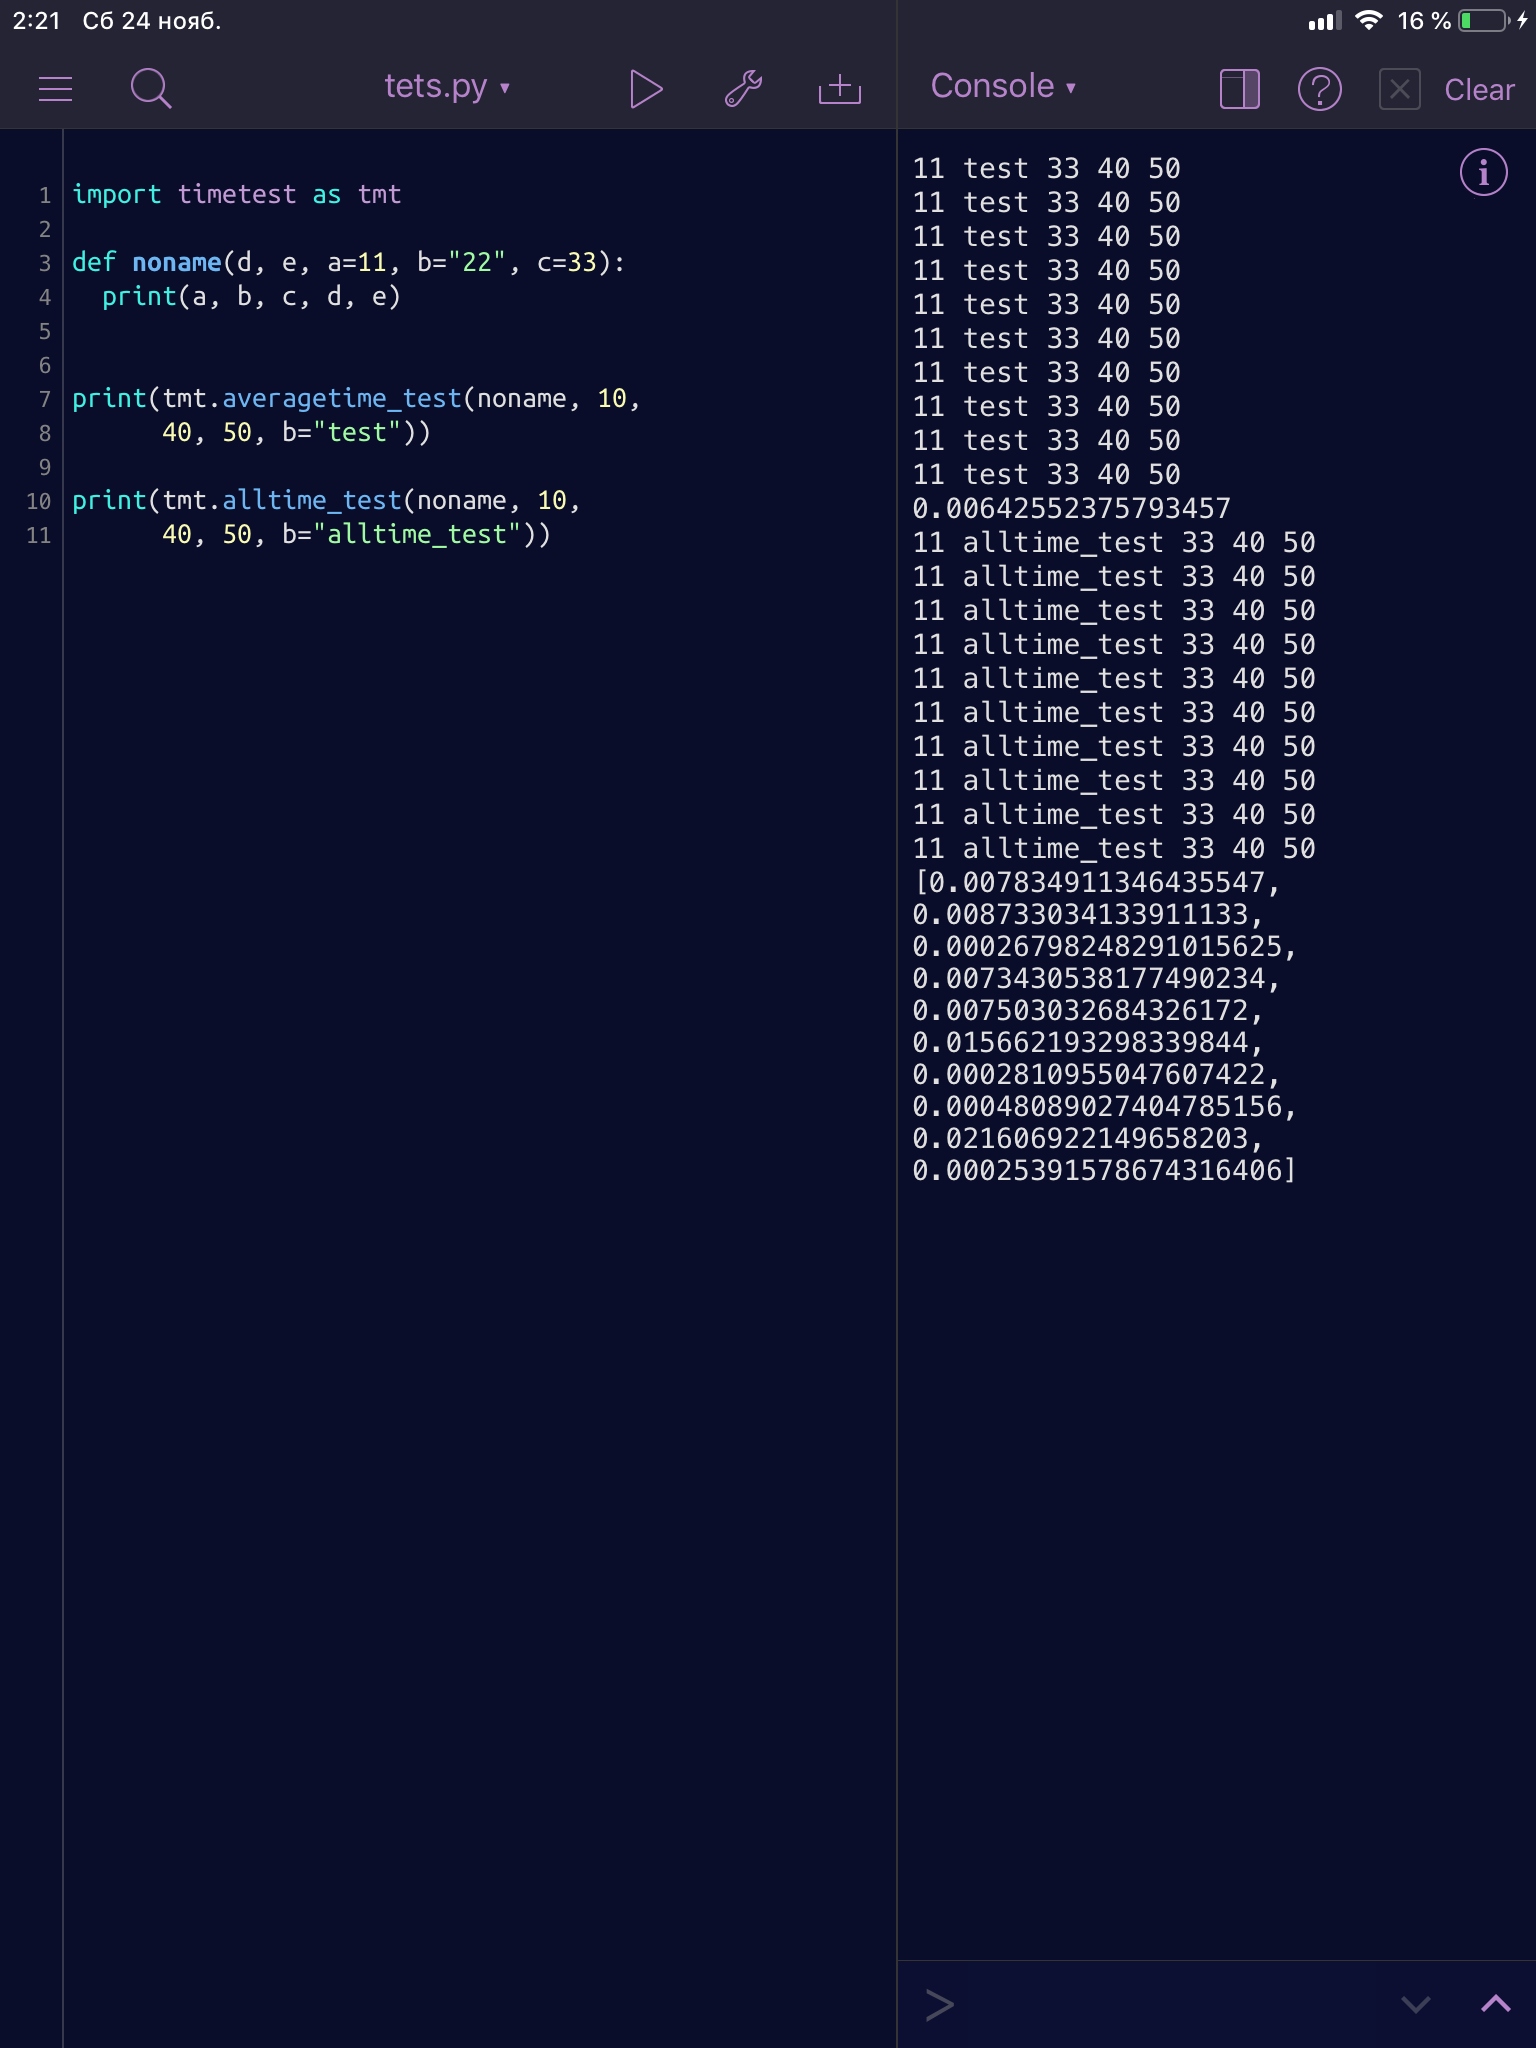 2:21 Сб 24 нояб.
16 %
tets.py ▾
Console ▾
Clear
1 import timetest as tmt
2
3 def noname(d, e, a=11, b="22", c=33):
4   print(a, b, c, d, e)
5
6
7 print(tmt.averagetime_test(noname, 10,
8       40, 50, b="test"))
9
10 print(tmt.alltime_test(noname, 10,
11       40, 50, b="alltime_test"))
11 test 33 40 50
11 test 33 40 50
11 test 33 40 50
11 test 33 40 50
11 test 33 40 50
11 test 33 40 50
11 test 33 40 50
11 test 33 40 50
11 test 33 40 50
11 test 33 40 50
0.00642552375793457
11 alltime_test 33 40 50
11 alltime_test 33 40 50
11 alltime_test 33 40 50
11 alltime_test 33 40 50
11 alltime_test 33 40 50
11 alltime_test 33 40 50
11 alltime_test 33 40 50
11 alltime_test 33 40 50
11 alltime_test 33 40 50
11 alltime_test 33 40 50
[0.007834911346435547,
0.008733034133911133,
0.00026798248291015625,
0.0073430538177490234,
0.007503032684326172,
0.015662193298339844,
0.0002810955047607422,
0.00048089027404785156,
0.021606922149658203,
0.00025391578674316406]
>